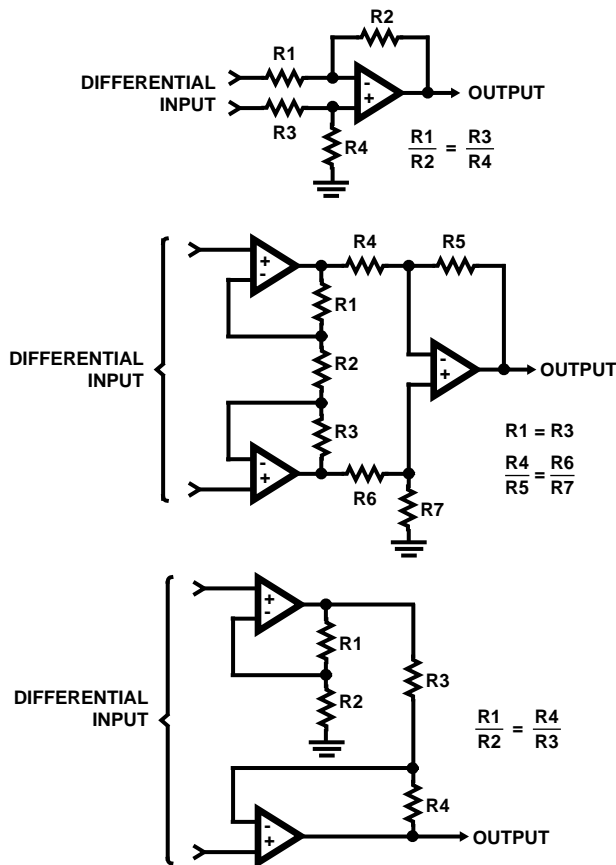 R2
R1
DIFFERENTIAL
INPUT
- +
OUTPUT
R3
R4
R1/R2 = R3/R4
R4
R5
+ -
R1
DIFFERENTIAL
INPUT
R2
- +
OUTPUT
R3
R1 = R3
- +
R6
R4/R5 = R6/R7
R7
+ -
R1
R3
DIFFERENTIAL
INPUT
R2
R1/R2 = R4/R3
R4
- +
OUTPUT